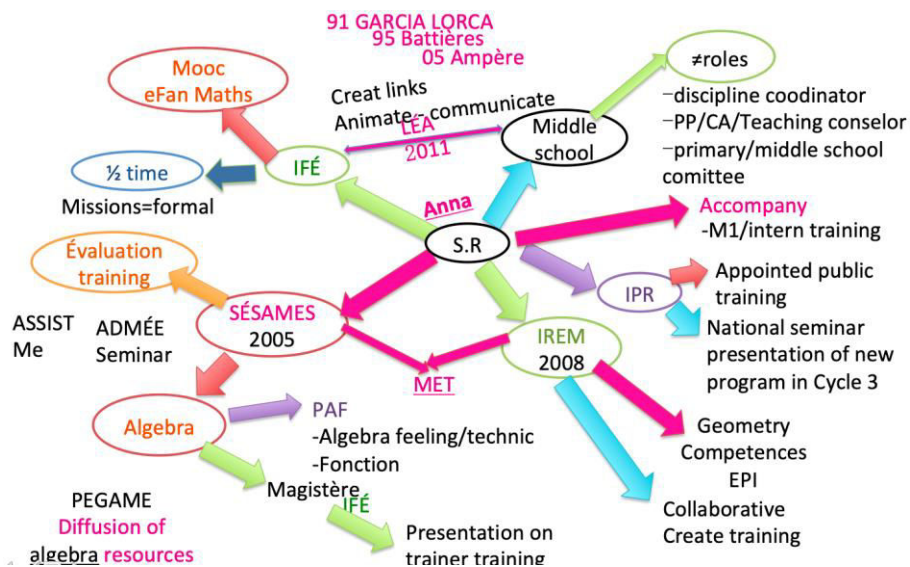 91 GARCIA LORCA
95 Battières
05 Ampère
Mooc
eFan Maths
Creat links
Animate - communicate
LÉA
2011
Middle
school
≠roles
-discipline coodinator
-PP/CA/Teaching conselor
-primary/middle school
comittee
½ time
IFÉ
Missions=formal
Anna
S.R
Accompany
-M1/intern training
Évaluation
training
IPR
Appointed public
training
National seminar
presentation of new
program in Cycle 3
ASSIST
Me
ADMÉE
Seminar
SÉSAMES
2005
IREM
2008
MET
Algebra
PAF
-Algebra feeling/technic
-Fonction
Magistère
IFÉ
Geometry
Competences
EPI
Collaborative
Create training
PEGAME
Diffusion of
algebra resources
Presentation on
trainer training